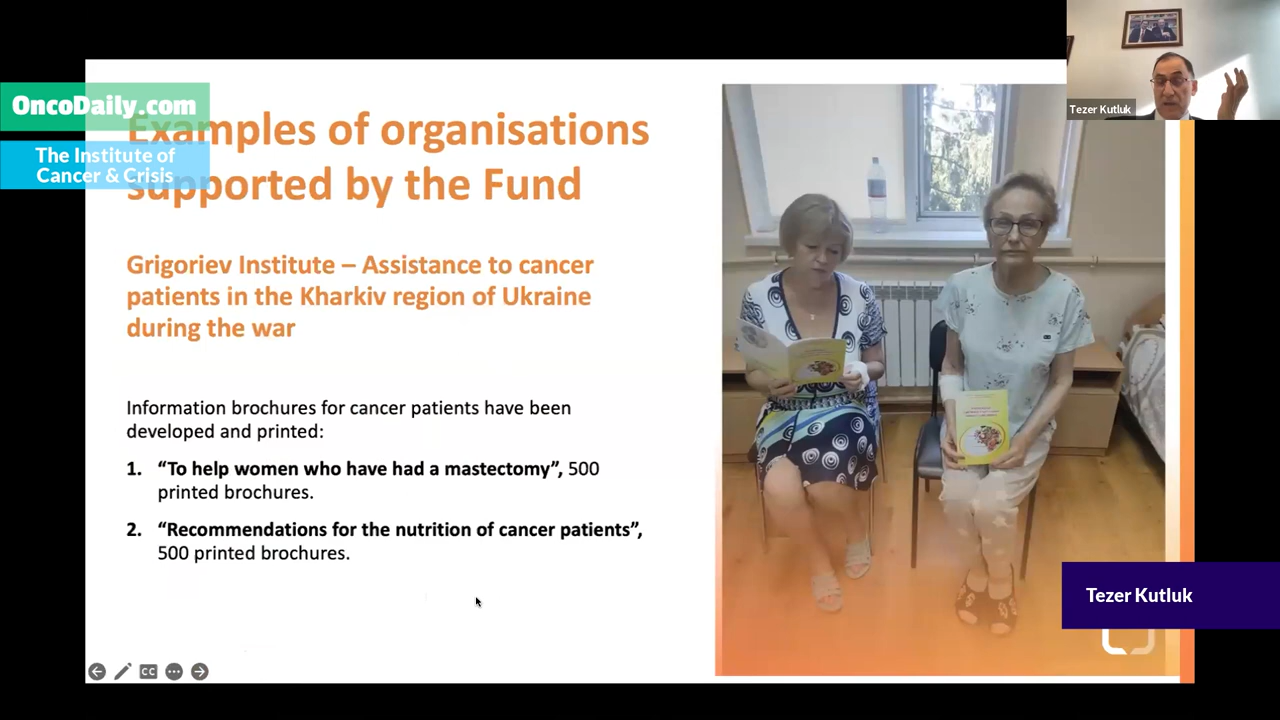 OncoDaily.com
The Institute of
Cancer & Crisis
Tezer Kutluk
Examples of organisations
supported by the Fund
Grigoriev Institute – Assistance to cancer
patients in the Kharkiv region of Ukraine
during the war
Information brochures for cancer patients have been
developed and printed:
1. “To help women who have had a mastectomy”, 500
printed brochures.
2. “Recommendations for the nutrition of cancer patients”,
500 printed brochures.
Tezer Kutluk
CC